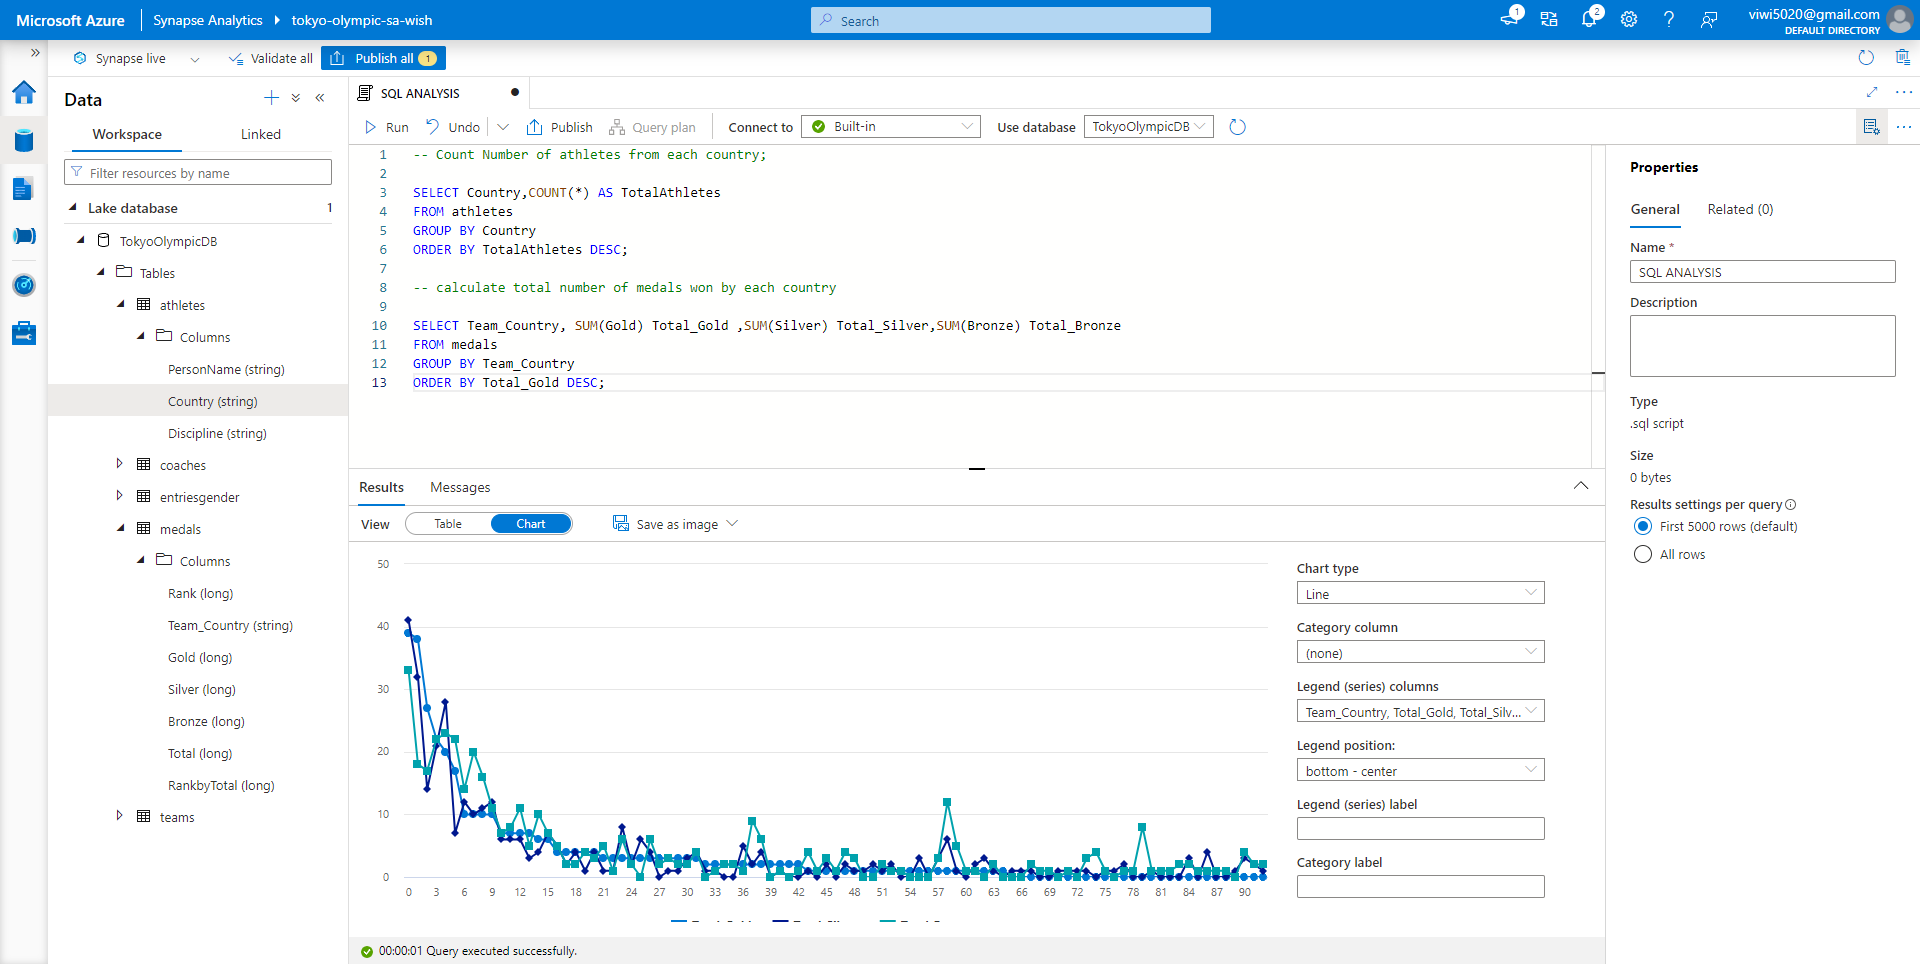 Microsoft Azure
Synapse Analytics
tokyo-olympic-sa-wish
Search
1
2
?
viwi5020@gmail.com
DEFAULT DIRECTORY
»
Synapse live
Validate all
Publish all 1
Data
«
Workspace
Linked
Filter resources by name
Lake database 1
TokyoOlympicDB
Tables
athletes
Columns
PersonName (string)
Country (string)
Discipline (string)
coaches
entriesgender
medals
Columns
Rank (long)
Team_Country (string)
Gold (long)
Silver (long)
Bronze (long)
Total (long)
RankbyTotal (long)
teams
SQL ANALYSIS
Run
Undo
Publish
Query plan
Connect to
Built-in
Use database
TokyoOlympicDB
1 -- Count Number of athletes from each country;
2
3 SELECT Country,COUNT(*) AS TotalAthletes
4 FROM athletes
5 GROUP BY Country
6 ORDER BY TotalAthletes DESC;
7
8 -- calculate total number of medals won by each country
9
10 SELECT Team_Country, SUM(Gold) Total_Gold ,SUM(Silver) Total_Silver,SUM(Bronze) Total_Bronze
11 FROM medals
12 GROUP BY Team_Country
13 ORDER BY Total_Gold DESC;
Results
Messages
View
Table
Chart
Save as image
50
40
30
20
10
0
0 3 6 9 12 15 18 21 24 27 30 33 36 39 42 45 48 51 54 57 60 63 66 69 72 75 78 81 84 87 90
Chart type
Line
Category column
(none)
Legend (series) columns
Team_Country, Total_Gold, Total_Silv...
Legend position:
bottom - center
Legend (series) label
Category label
00:00:01 Query executed successfully.
Properties
General
Related (0)
Name *
SQL ANALYSIS
Description
Type
.sql script
Size
0 bytes
Results settings per query
First 5000 rows (default)
All rows